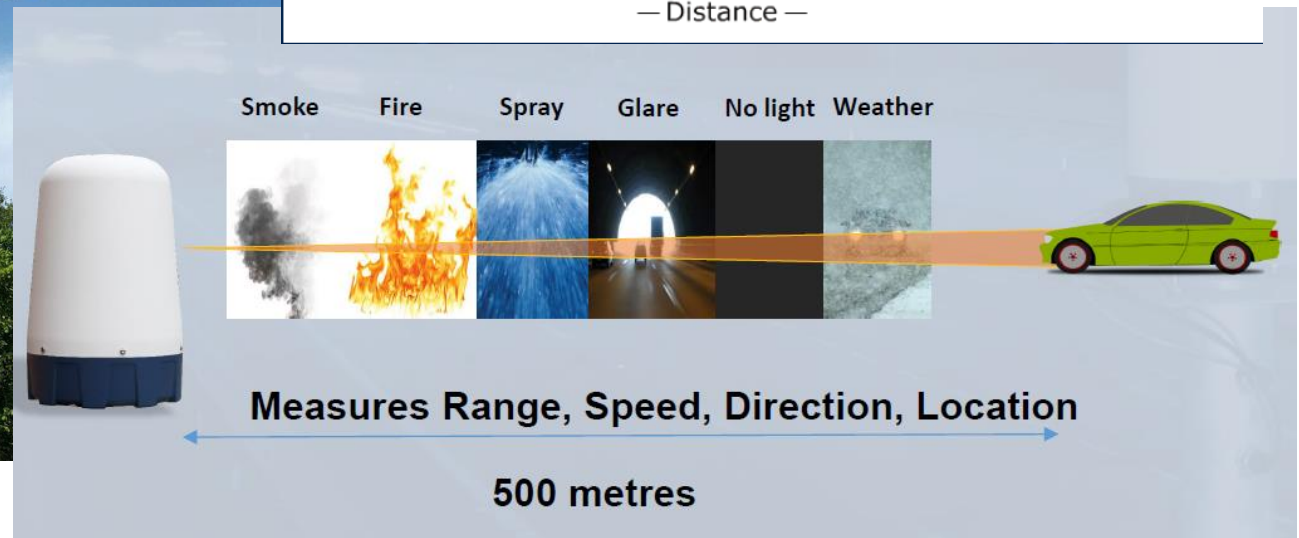 — Distance —
Smoke Fire Spray Glare No light Weather
Measures Range, Speed, Direction, Location
500 metres